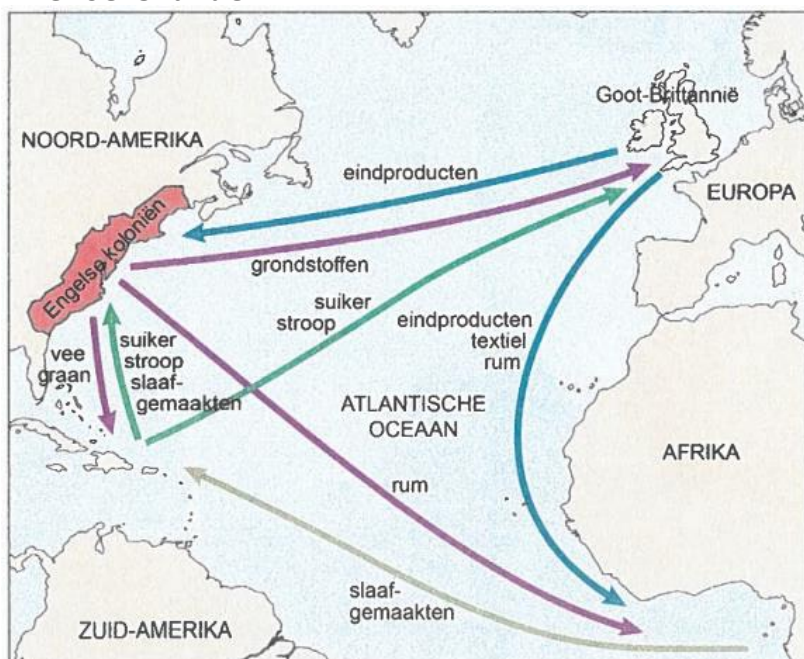 Goot-Brittannië
NOORD-AMERIKA
eindproducten
EUROPA
Engelse koloniën
grondstoffen
suiker
stroop
eindproducten
textiel
rum
vee
graan
suiker
stroop
slaaf-
gemaakten
ATLANTISCHE
OCEAAN
AFRIKA
rum
slaaf-
gemaakten
ZUID-AMERIKA